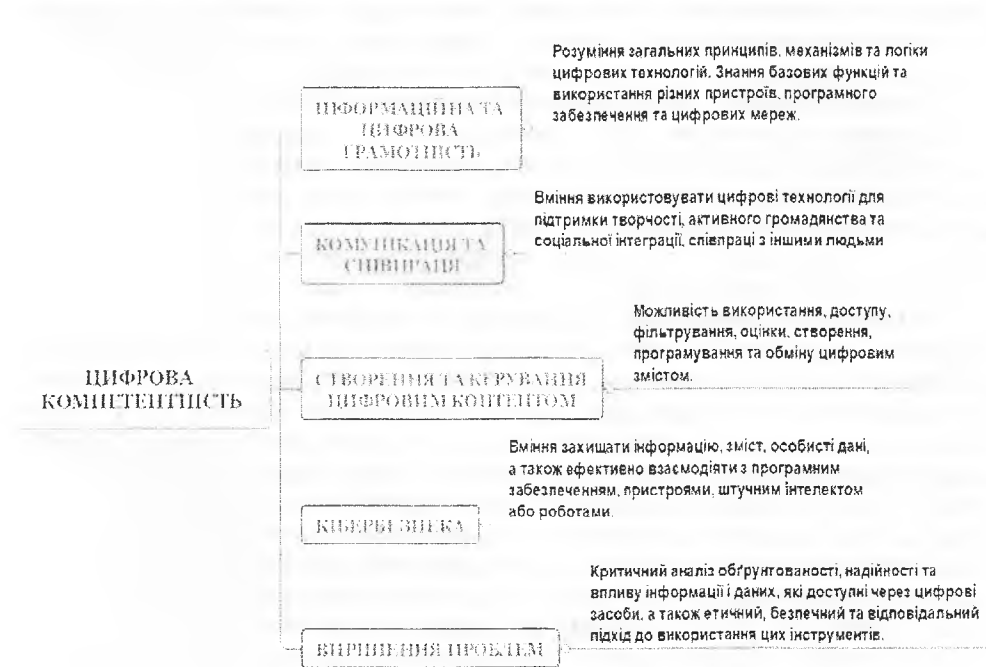 Розуміння загальних принципів, механізмів та логіки
цифрових технологій. Знання базових функцій та
використання різних пристроїв, програмного
забезпечення та цифрових мереж.
ІНФОРМАЦІЙНА ТА
ЦИФРОВА
ГРАМОТНІСТЬ
Вміння використовувати цифрові технології для
підтримки творчості, активного громадянства та
соціальної інтеграції, співпраці з іншими людьми
КОМУНІКАЦІЯ ТА
СПІВПРАЦЯ
Можливість використання, доступу,
фільтрування, оцінки, створення,
програмування та обміну цифровим
змістом.
ЦИФРОВА
КОМПЕТЕНТНІСТЬ
СТВОРЕННЯ ТА КЕРУВАННЯ
ЦИФРОВИМ КОНТЕНТОМ
Вміння захищати інформацію, зміст, особисті дані,
а також ефективно взаємодіяти з програмним
забезпеченням, пристроями, штучним інтелектом
або роботами.
КІБЕРБЕЗПЕКА
Критичний аналіз обґрунтованості, надійності та
впливу інформації і даних, які доступні через цифрові
засоби, а також етичний, безпечний та відповідальний
підхід до використання цих інструментів.
ВИРІШЕННЯ ПРОБЛЕМ